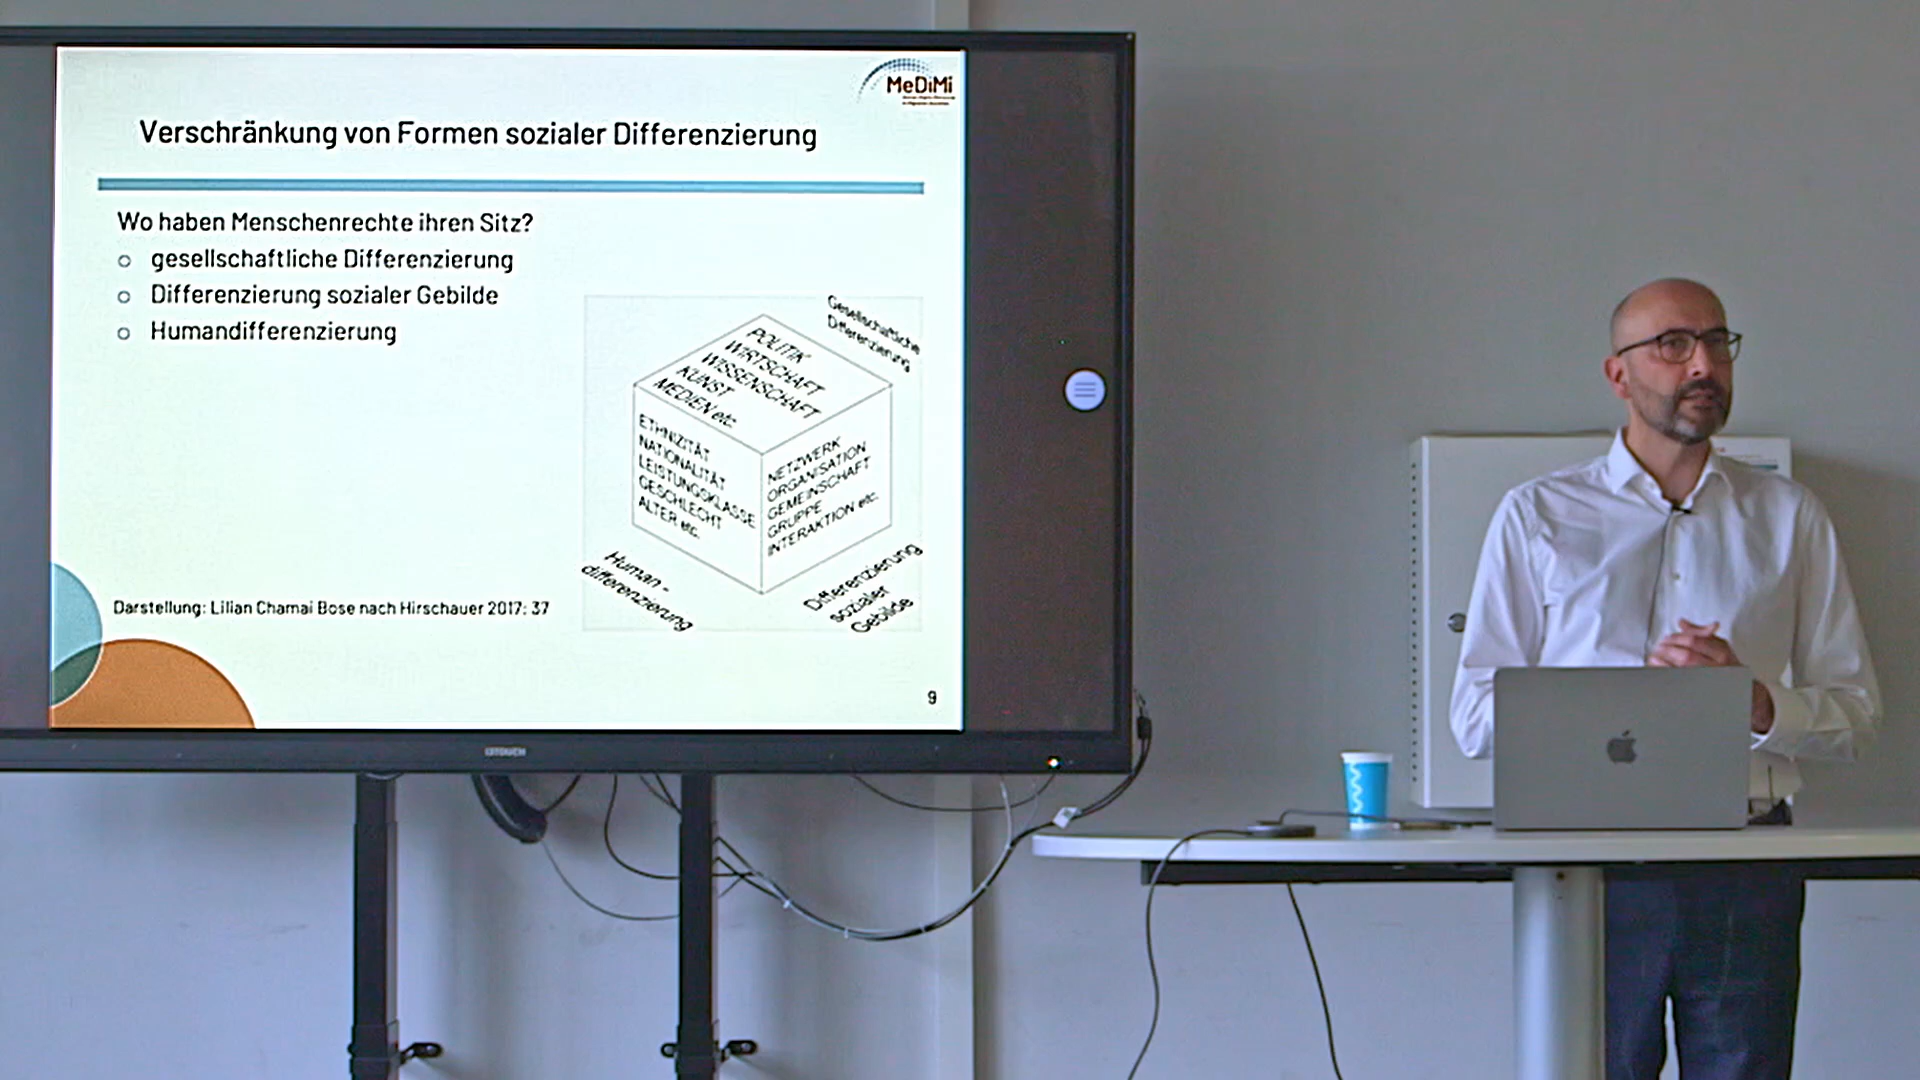 MeDiMi
Verschränkung von Formen sozialer Differenzierung
Wo haben Menschenrechte ihren Sitz?
gesellschaftliche Differenzierung
Differenzierung sozialer Gebilde
Humandifferenzierung
Gesellschaftliche
Differenzierung
POLITIK
WIRTSCHAFT
WISSENSCHAFT
KUNST
MEDIEN etc.
ETHNIZITÄT
NATIONALITÄT
LEISTUNGSKLASSE
GESCHLECHT
ALTER etc.
NETZWERK
ORGANISATION
GEMEINSCHAFT
GRUPPE
INTERAKTION etc.
Human-
differenzierung
Differenzierung
sozialer
Gebilde
Darstellung: Lilian Chamai Bose nach Hirschauer 2017: 37
9